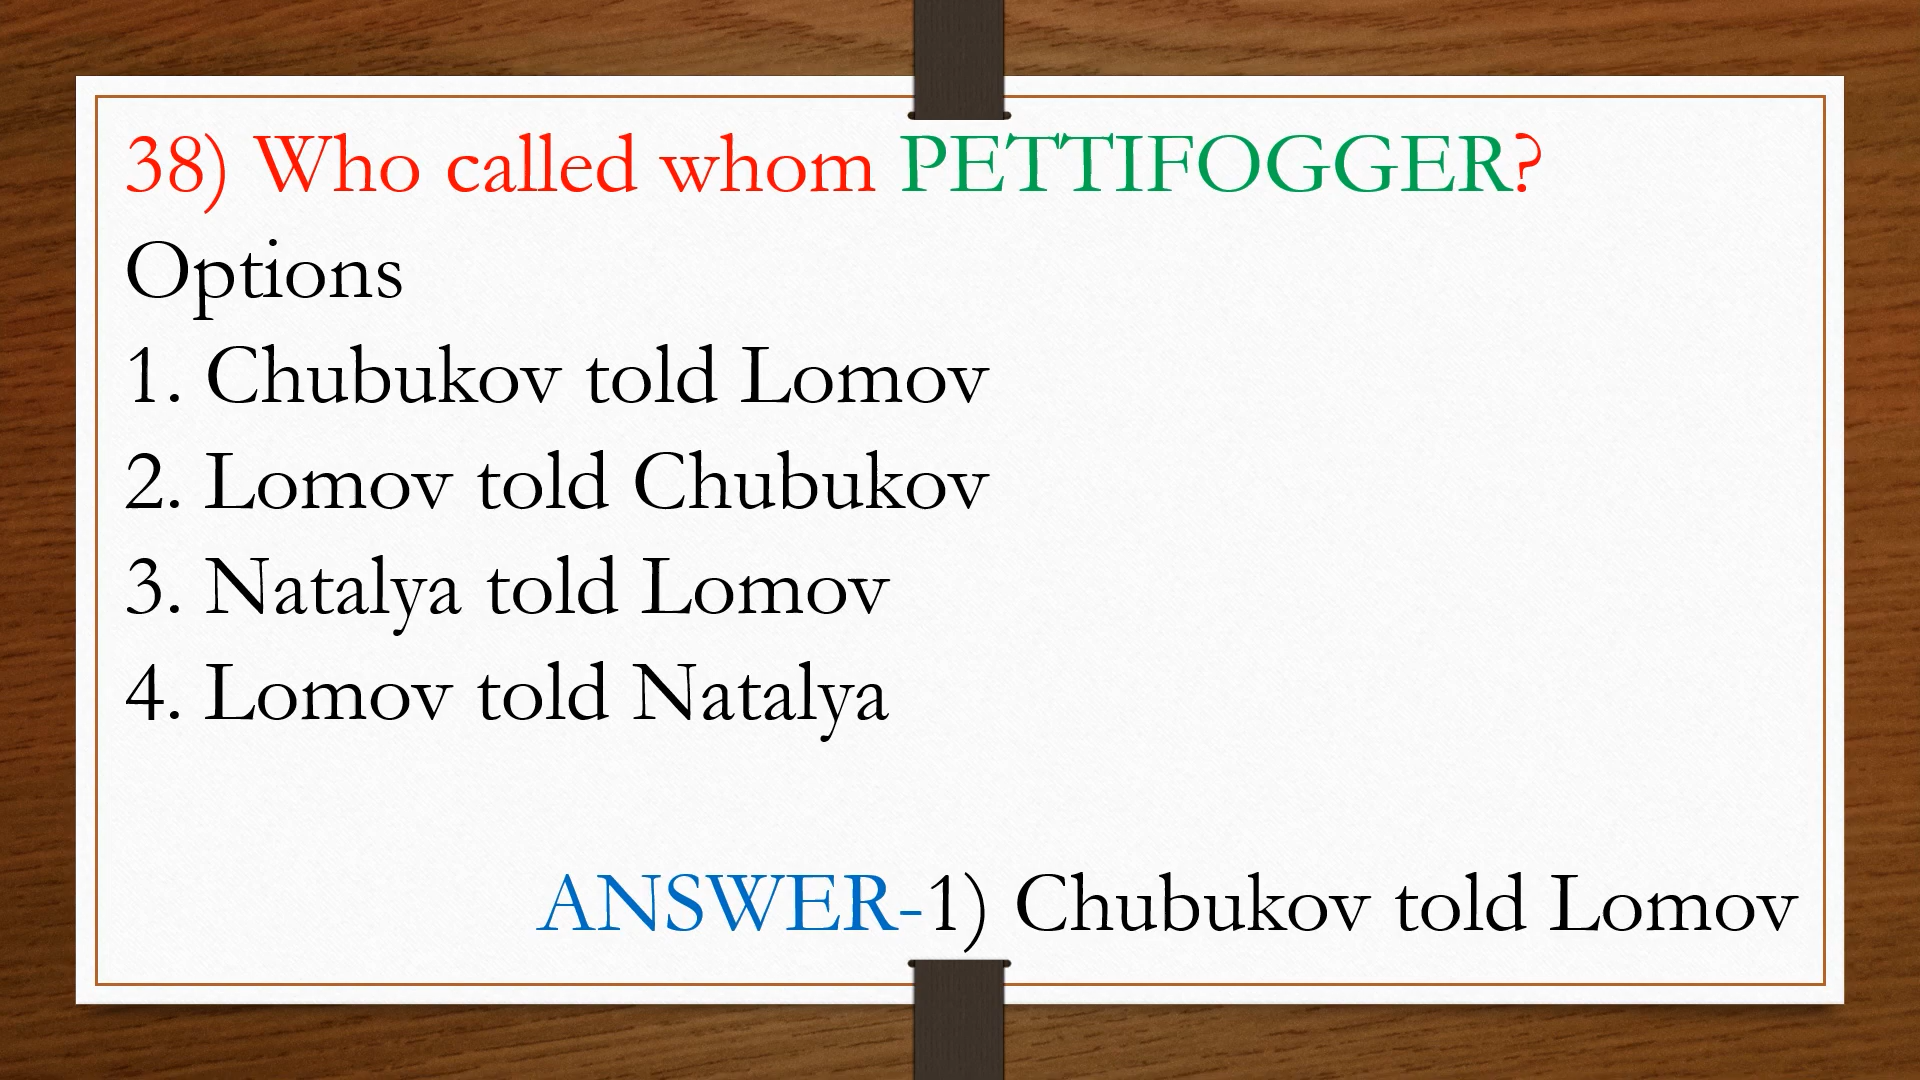 38) Who called whom PETTIFOGGER?
Options
1. Chubukov told Lomov
2. Lomov told Chubukov
3. Natalya told Lomov
4. Lomov told Natalya
ANSWER-1) Chubukov told Lomov